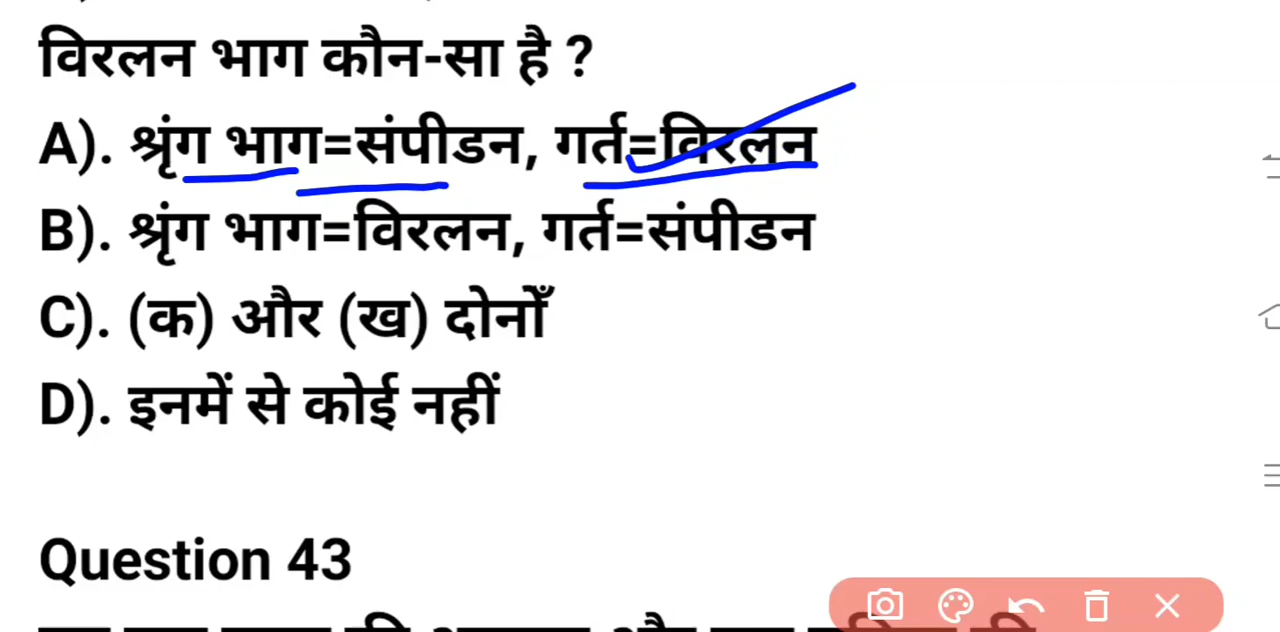 विरलन भाग कौन-सा है ?
A). श्रृंग भाग=संपीडन, गर्त=विरलन
B). श्रृंग भाग=विरलन, गर्त=संपीडन
C). (क) और (ख) दोनोँ
D). इनमें से कोई नहीं
Question 43